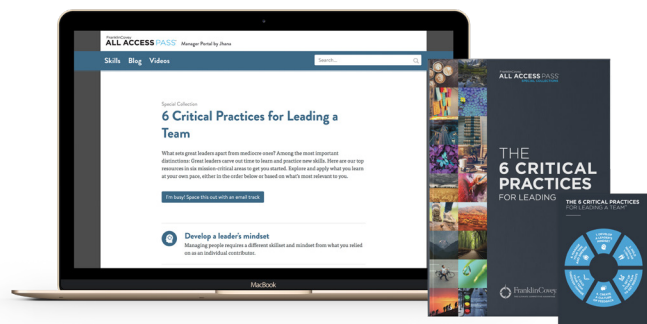 FranklinCovey
ALL ACCESS PASS Manager Portal by Jhana
Skills Blog Videos Search...
Special Collection
6 Critical Practices for Leading a
Team
What sets great leaders apart from mediocre ones? Among the most important
distinctions: Great leaders carve out time to learn and practice new skills. Here are our top
resources in six mission-critical areas to get you started. Explore and apply what you learn
at your own pace, either in the order below or based on what's most relevant to you.
I'm busy! Space this out with an email track
Develop a leader's mindset
Managing people requires a different skillset and mindset from what you relied
on as an individual contributor.
MacBook
ALL ACCESS PASS
THE
6 CRITICAL
PRACTICES
FOR LEADING
FranklinCovey
THE 6 CRITICAL PRACTICES
FOR LEADING A TEAM